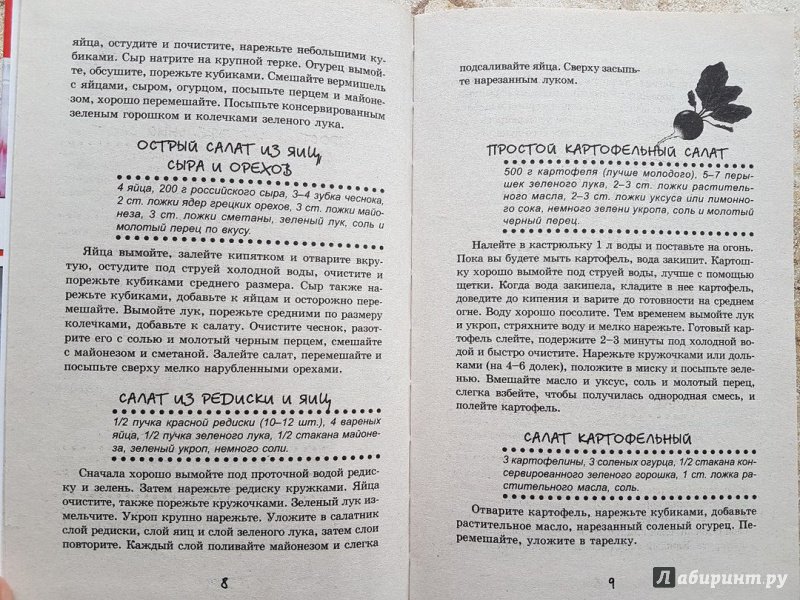 яйца, остудите и почистите, нарежьте небольшими ку-
биками. Сыр натрите на крупной терке. Огурец вымой-
те, обсушите, порежьте кубиками. Смешайте вермишель
с яйцами, сыром, огурцом, посыпьте перцем и майоне-
зом, хорошо перемешайте. Посыпьте консервированным
зеленым горошком и колечками зеленого лука.
ОСТРЫЙ САЛАТ ИЗ ЯИЦ,
СЫРА И ОРЕХОВ
4 яйца, 200 г российского сыра, 3–4 зубка чеснока,
2 ст. ложки ядер грецких орехов, 3 ст. ложки майо-
неза, 3 ст. ложки сметаны, зеленый лук, соль и
молотый перец по вкусу.
Яйца вымойте, залейте кипятком и отварите вкру-
тую, остудите под струей холодной воды, очистите и
порежьте кубиками среднего размера. Сыр также на-
режьте кубиками, добавьте к яйцам и осторожно пере-
мешайте. Вымойте лук, порежьте средними по размеру
колечками, добавьте к салату. Очистите чеснок, разот-
рите его с солью и молотый черным перцем, смешайте
с майонезом и сметаной. Залейте салат, перемешайте и
посыпьте сверху мелко нарубленными орехами.
САЛАТ ИЗ РЕДИСКИ И ЯИЦ
1/2 пучка красной редиски (10–12 шт.), 4 вареных
яйца, 1/2 пучка зеленого лука, 1/2 стакана майоне-
за, зеленый укроп, немного соли.
Сначала хорошо вымойте под проточной водой редис-
ку и зелень. Затем нарежьте редиску кружками. Яйца
очистите, также порежьте кружочками. Зеленый лук из-
мельчите. Укроп крупно нарежьте. Уложите в салатник
слой редиски, слой яиц и слой зеленого лука, затем слои
повторите. Каждый слой поливайте майонезом и слегка
8
подсаливайте яйца. Сверху засыпь-
те нарезанным луком.
ПРОСТОЙ КАРТОФЕЛЬНЫЙ САЛАТ
500 г картофеля (лучше молодого), 5–7 перы-
шек зеленого лука, 2–3 ст. ложки раститель-
ного масла, 2–3 ст. ложки уксуса или лимонно-
го сока, немного зелени укропа, соль и молотый
черный перец.
Налейте в кастрюльку 1 л воды и поставьте на огонь.
Пока вы будете мыть картофель, вода закипит. Картош-
ку хорошо вымойте под струей воды, лучше с помощью
щетки. Когда вода закипела, кладите в нее картофель,
доведите до кипения и варите до готовности на среднем
огне. Воду хорошо посолите. Тем временем вымойте лук
и укроп, стряхните воду и мелко нарежьте. Готовый кар-
тофель слейте, подержите 2–3 минуты под холодной водой
и быстро очистите. Нарежьте кружочками или доль-
ками (на 4–6 долек), положите в миску и посыпьте зеле-
нью. Вмешайте масло и уксус, соль и молотый перец,
слегка взбейте, чтобы получилась однородная смесь, и
полейте картофель.
САЛАТ КАРТОФЕЛЬНЫЙ
3 картофелины, 3 соленых огурца, 1/2 стакана кон-
сервированного зеленого горошка, 1 ст. ложка рас-
тительного масла, соль.
Отварите картофель, нарежьте кубиками, добавьте
растительное масло, нарезанный соленый огурец. Пе-
ремешайте, уложите в тарелку.
9
Лабиринт.ру